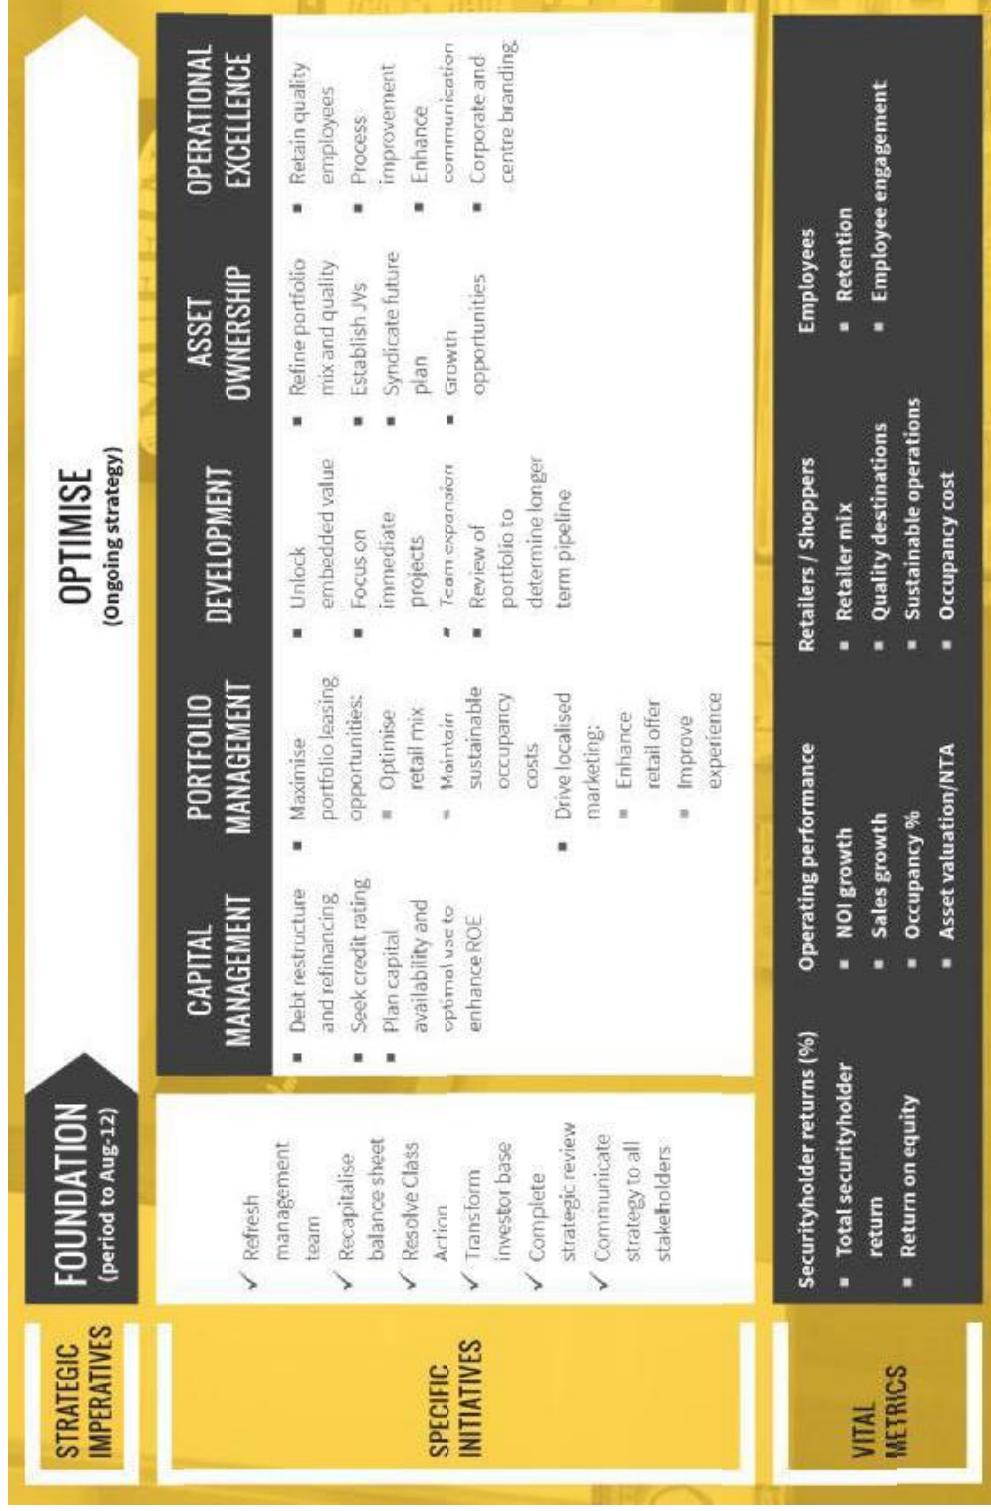 STRATEGIC
IMPERATIVES
FOUNDATION
(period to Aug-12)
OPTIMISE
(Ongoing strategy)
SPECIFIC
INITIATIVES
✓ Refresh
management
team
✓ Recapitalise
balance sheet
✓ Resolve Class
Action
✓ Transform
investor base
✓ Complete
strategic review
✓ Communicate
strategy to all
stakeholders
CAPITAL
MANAGEMENT
▪ Debt restructure
and refinancing
▪ Seek credit rating
▪ Plan capital
availability and
optimal use to
enhance ROE
PORTFOLIO
MANAGEMENT
▪ Maximise
portfolio leasing
opportunities:
▪ Optimise
retail mix
▪ Maintain
sustainable
occupancy
costs
▪ Drive localised
marketing:
▪ Enhance
retail offer
▪ Improve
experience
DEVELOPMENT
▪ Unlock
embedded value
▪ Focus on
immediate
projects
▪ Team expansion
▪ Review of
portfolio to
determine longer
term pipeline
ASSET
OWNERSHIP
▪ Refine portfolio
mix and quality
▪ Establish JVs
▪ Syndicate future
plan
▪ Growth
opportunities
OPERATIONAL
EXCELLENCE
▪ Retain quality
employees
▪ Process
improvement
▪ Enhance
communication
▪ Corporate and
centre branding
VITAL
METRICS
Securityholder returns (%)
▪ Total securityholder
return
▪ Return on equity
Operating performance
▪ NOI growth
▪ Sales growth
▪ Occupancy %
▪ Asset valuation/NTA
Retailers / Shoppers
▪ Retailer mix
▪ Quality destinations
▪ Sustainable operations
▪ Occupancy cost
Employees
▪ Retention
▪ Employee engagement